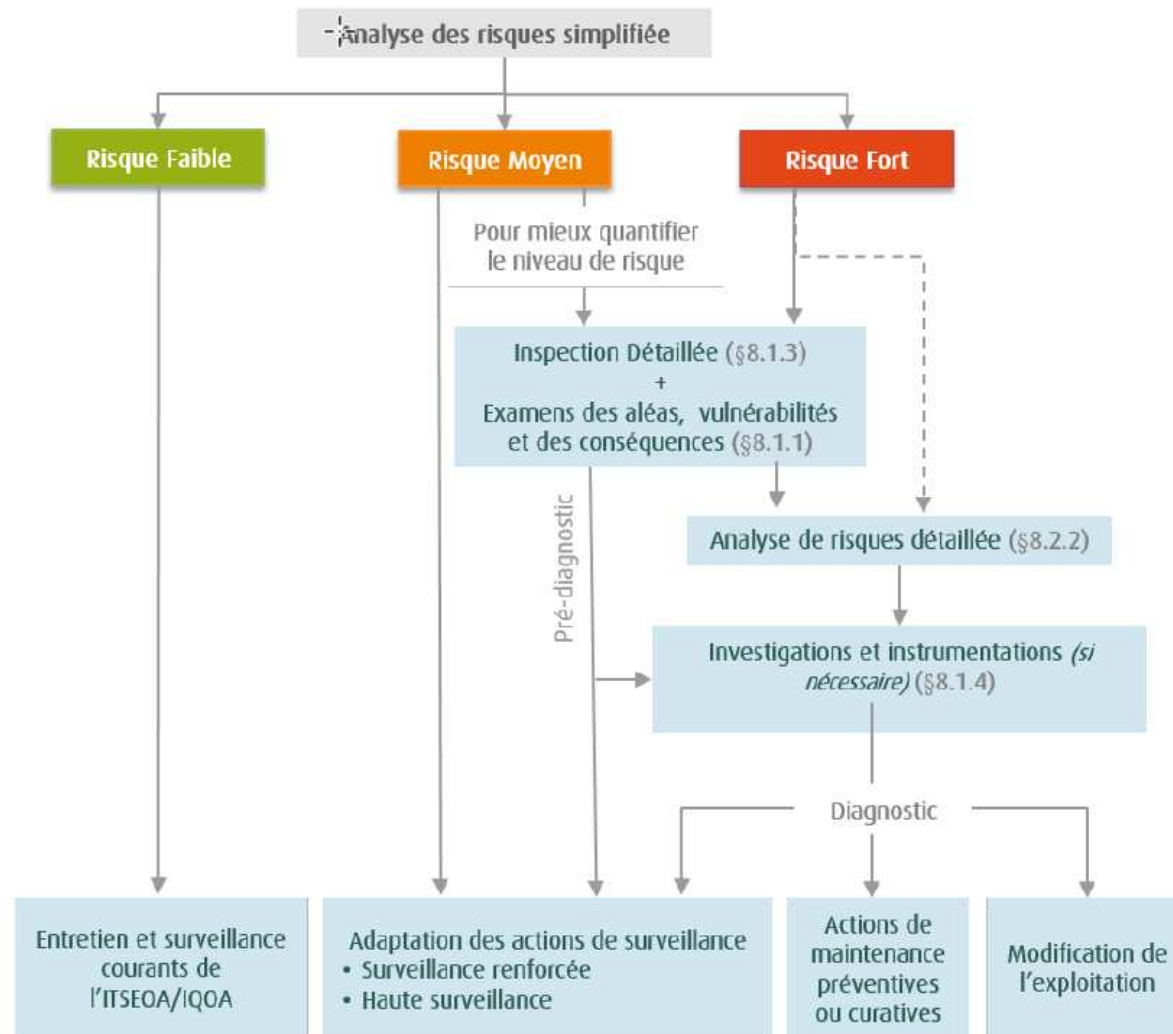 Analyse des risques simplifiée
Risque Faible
Risque Moyen
Risque Fort
Pour mieux quantifier
le niveau de risque
Inspection Détaillée (§8.1.3)
+
Examens des aléas, vulnérabilités
et des conséquences (§8.1.1)
Pré-diagnostic
Analyse de risques détaillée (§8.2.2)
Investigations et instrumentations (si
nécessaire) (§8.1.4)
Diagnostic
Entretien et surveillance
courants de
l'ITSEOA/IQOA
Adaptation des actions de surveillance
• Surveillance renforcée
• Haute surveillance
Actions de
maintenance
préventives
ou curatives
Modification de
l'exploitation